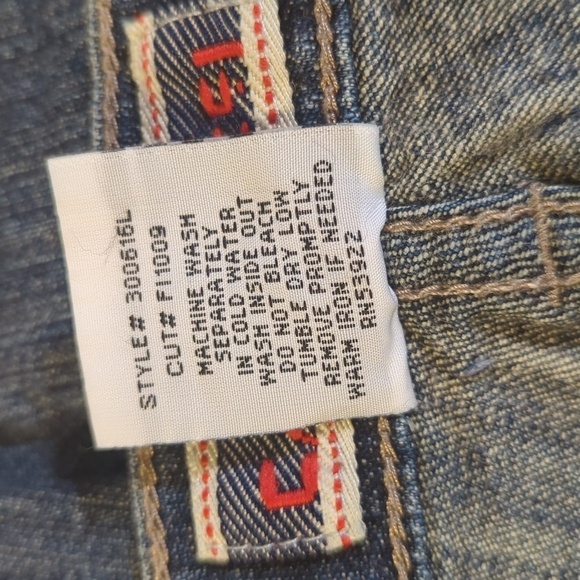 STYLE# 300616L
CUT# F11009
MACHINE WASH
SEPARATELY
IN COLD WATER
WASH INSIDE OUT
DO NOT BLEACH
TUMBLE DRY LOW
REMOVE PROMPTLY
WARM IRON IF NEEDED
RN53922